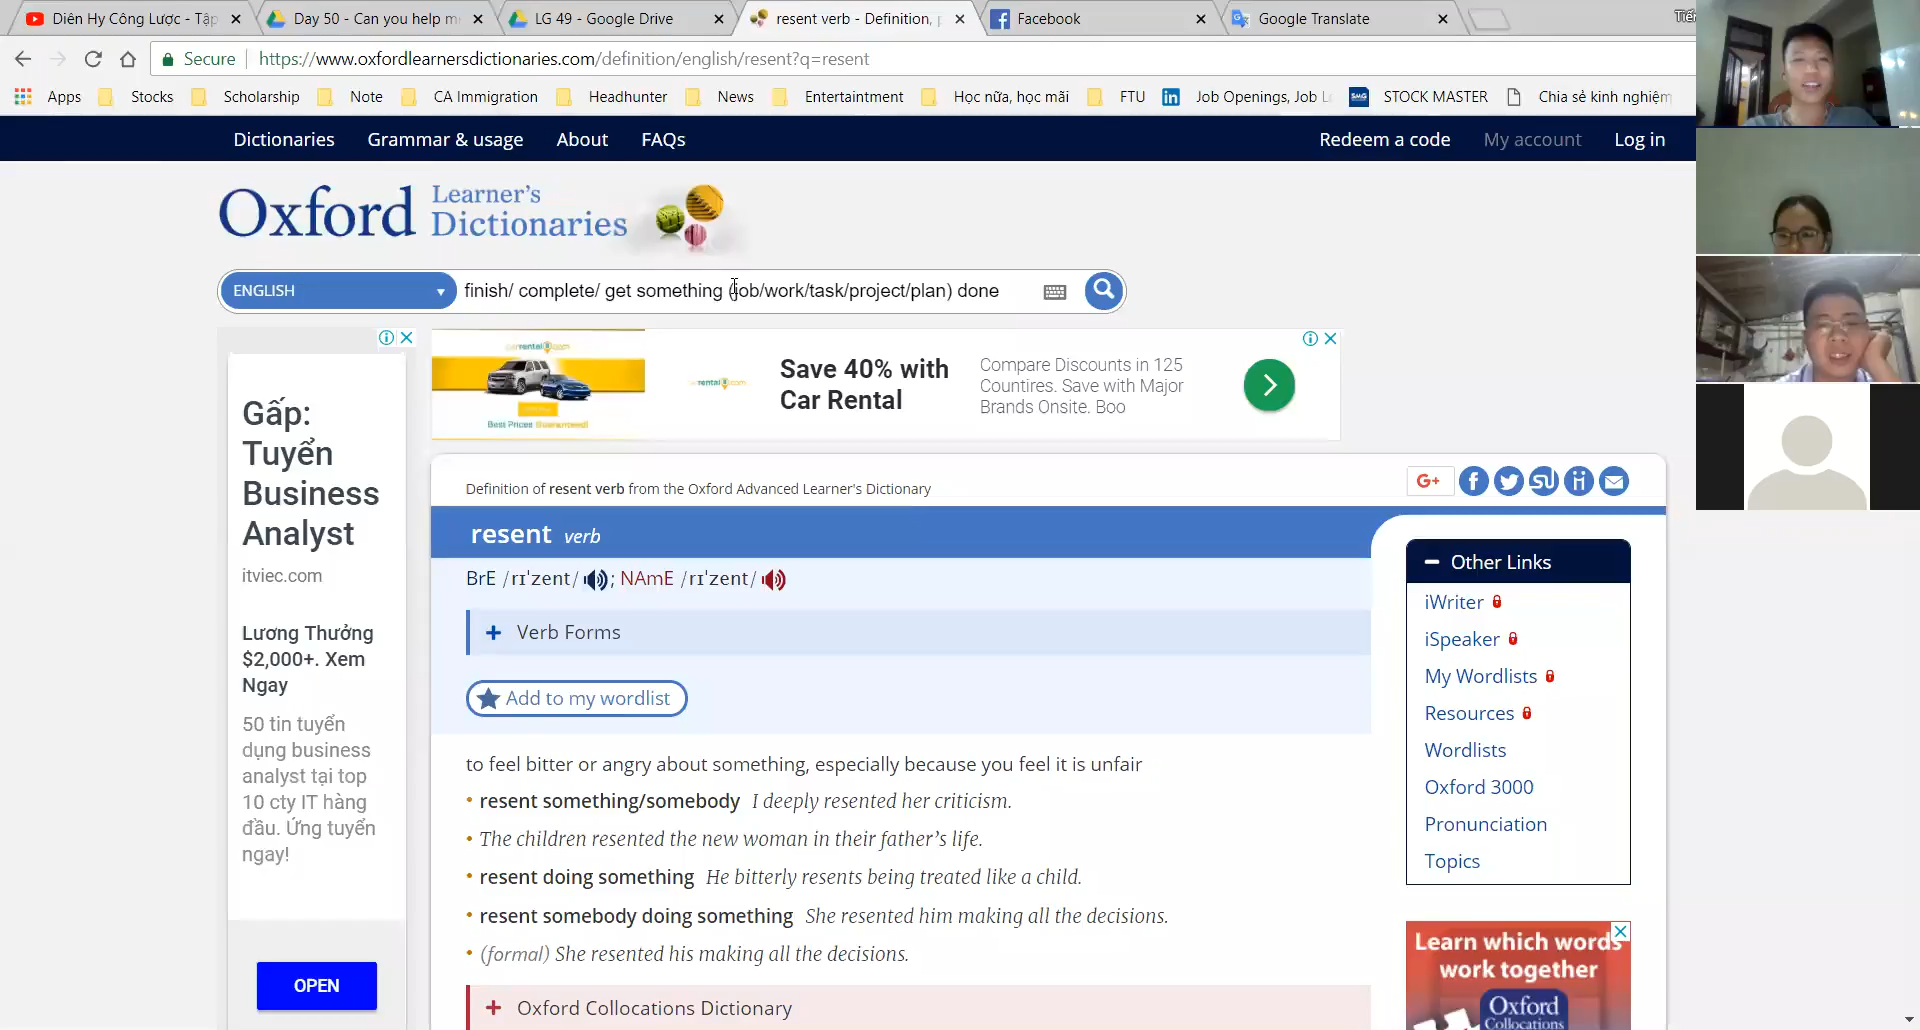 Diên Hy Công Lược - Tập
Day 50 - Can you help m
LG 49 - Google Drive
resent verb - Definition, p
Facebook
Google Translate
Secure
https://www.oxfordlearnersdictionaries.com/definition/english/resent?q=resent
Apps
Stocks
Scholarship
Note
CA Immigration
Headhunter
News
Entertaintment
Học nữa, học mãi
FTU
in
Job Openings, Job L
SMG
STOCK MASTER
Chia sẻ kinh nghiệm
Dictionaries
Grammar & usage
About
FAQs
Redeem a code
My account
Log in
Oxford Learner's Dictionaries
ENGLISH
finish/ complete/ get something (job/work/task/project/plan) done
Gấp:
Tuyển
Business
Analyst
itviec.com
Lương Thưởng
$2,000+. Xem
Ngay
50 tin tuyển
dụng business
analyst tại top
10 cty IT hàng
đầu. Ứng tuyển
ngay!
OPEN
Best Prices Guaranteed!
Save 40% with
Car Rental
Compare Discounts in 125
Countires. Save with Major
Brands Onsite. Boo
Definition of resent verb from the Oxford Advanced Learner's Dictionary
G+
resent verb
BrE /rɪˈzent/ ; NAmE /rɪˈzent/
+ Verb Forms
Add to my wordlist
to feel bitter or angry about something, especially because you feel it is unfair
• resent something/somebody I deeply resented her criticism.
• The children resented the new woman in their father's life.
• resent doing something He bitterly resents being treated like a child.
• resent somebody doing something She resented him making all the decisions.
• (formal) She resented his making all the decisions.
+ Oxford Collocations Dictionary
Other Links
iWriter
iSpeaker
My Wordlists
Resources
Wordlists
Oxford 3000
Pronunciation
Topics
Learn which words
work together
Oxford
Collocations